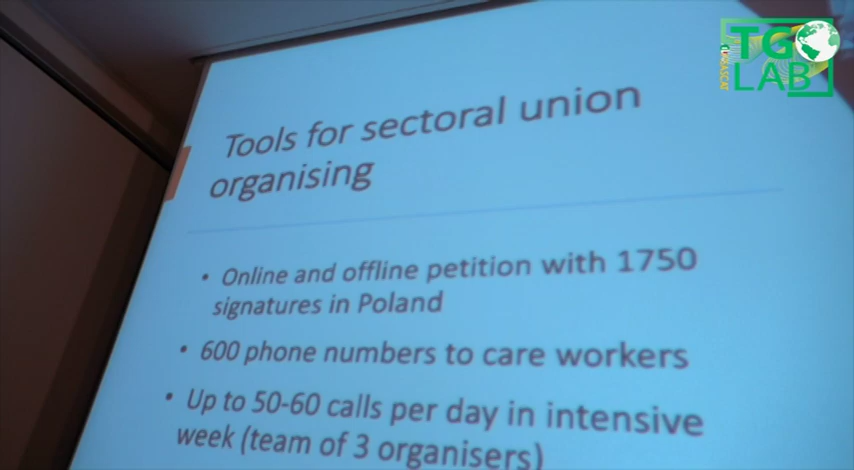 TG
LAB
Tools for sectoral union
organising
• Online and offline petition with 1750
signatures in Poland
• 600 phone numbers to care workers
• Up to 50-60 calls per day in intensive
week (team of 3 organisers)